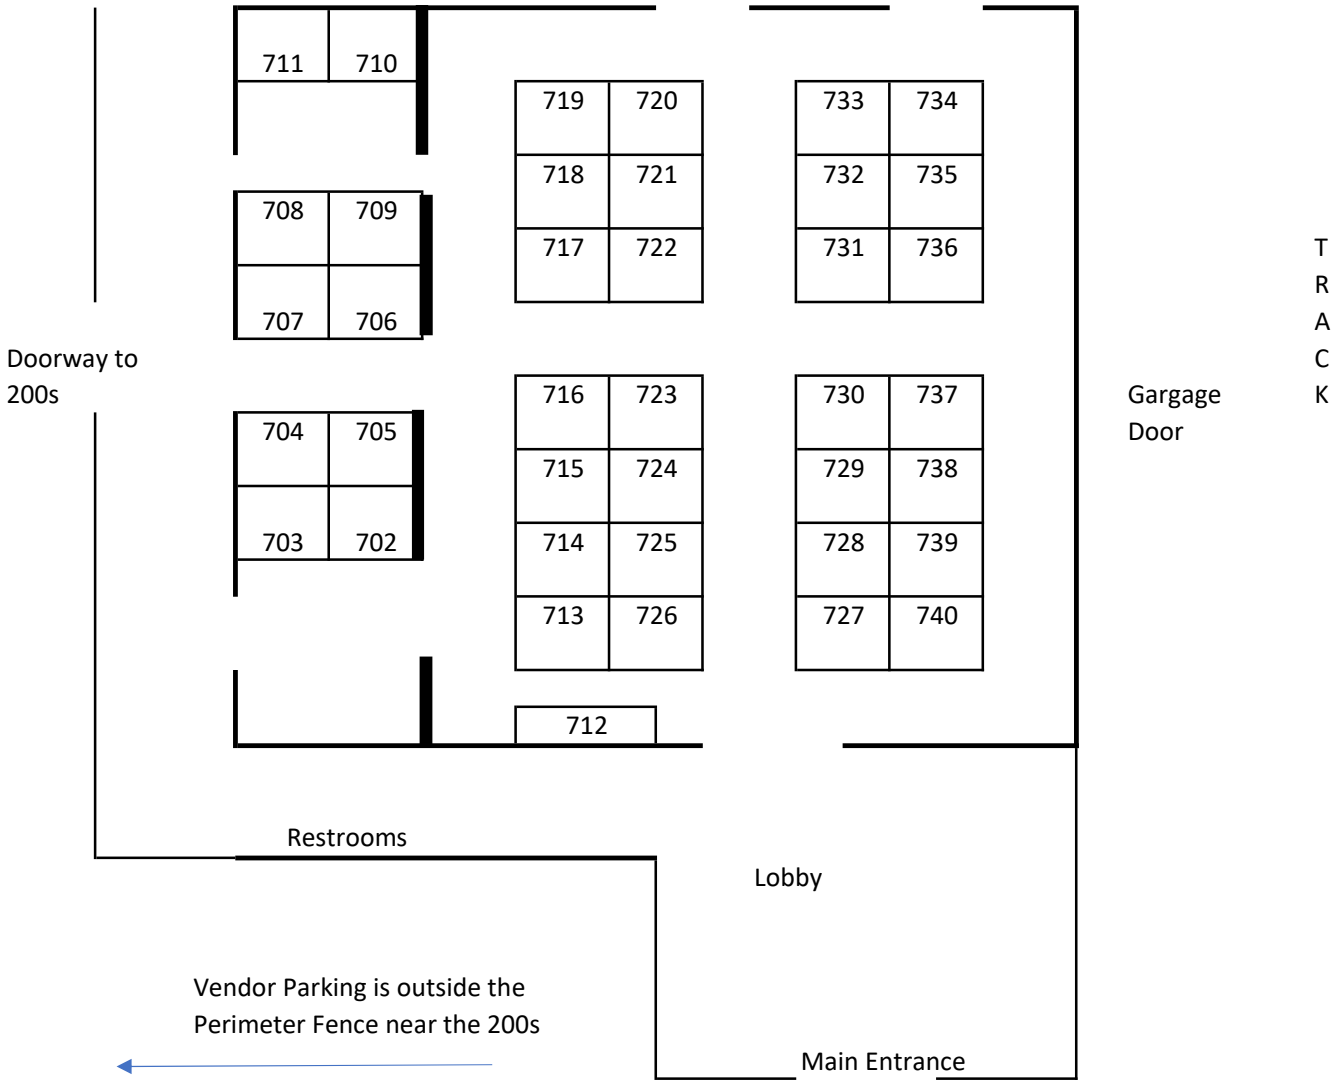 711 710
719 720 733 734
718 721 732 735
708 709
717 722 731 736
T
R
A
C
K
707 706
Doorway to
200s
716 723 730 737
Gargage
Door
704 705
715 724 729 738
703 702
714 725 728 739
713 726 727 740
712
Restrooms
Lobby
Vendor Parking is outside the
Perimeter Fence near the 200s
Main Entrance